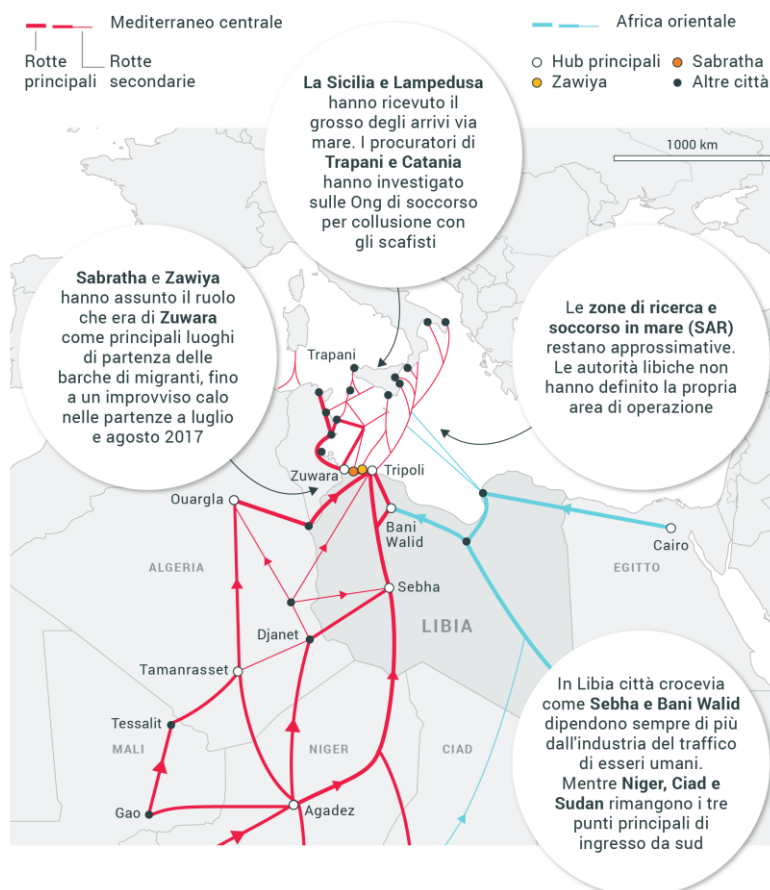 Mediterraneo centrale
Rotte
principali
Rotte
secondarie
Africa orientale
Hub principali
Sabratha
Zawiya
Altre città
1000 km
La Sicilia e Lampedusa
hanno ricevuto il
grosso degli arrivi via
mare. I procuratori di
Trapani e Catania
hanno investigato
sulle Ong di soccorso
per collusione con
gli scafisti
Sabratha e Zawiya
hanno assunto il ruolo
che era di Zuwara
come principali luoghi
di partenza delle
barche di migranti, fino
a un improvviso calo
nelle partenze a luglio
e agosto 2017
Le zone di ricerca e
soccorso in mare (SAR)
restano approssimative.
Le autorità libiche non
hanno definito la propria
area di operazione
Trapani
Zuwara
Tripoli
Ouargla
Bani
Walid
Cairo
ALGERIA
EGITTO
Sebha
LIBIA
Djanet
Tamanrasset
Tessalit
MALI
NIGER
CIAD
Gao
Agadez
In Libia città crocevia
come Sebha e Bani Walid
dipendono sempre di più
dall'industria del traffico
di esseri umani.
Mentre Niger, Ciad e
Sudan rimangono i tre
punti principali di
ingresso da sud